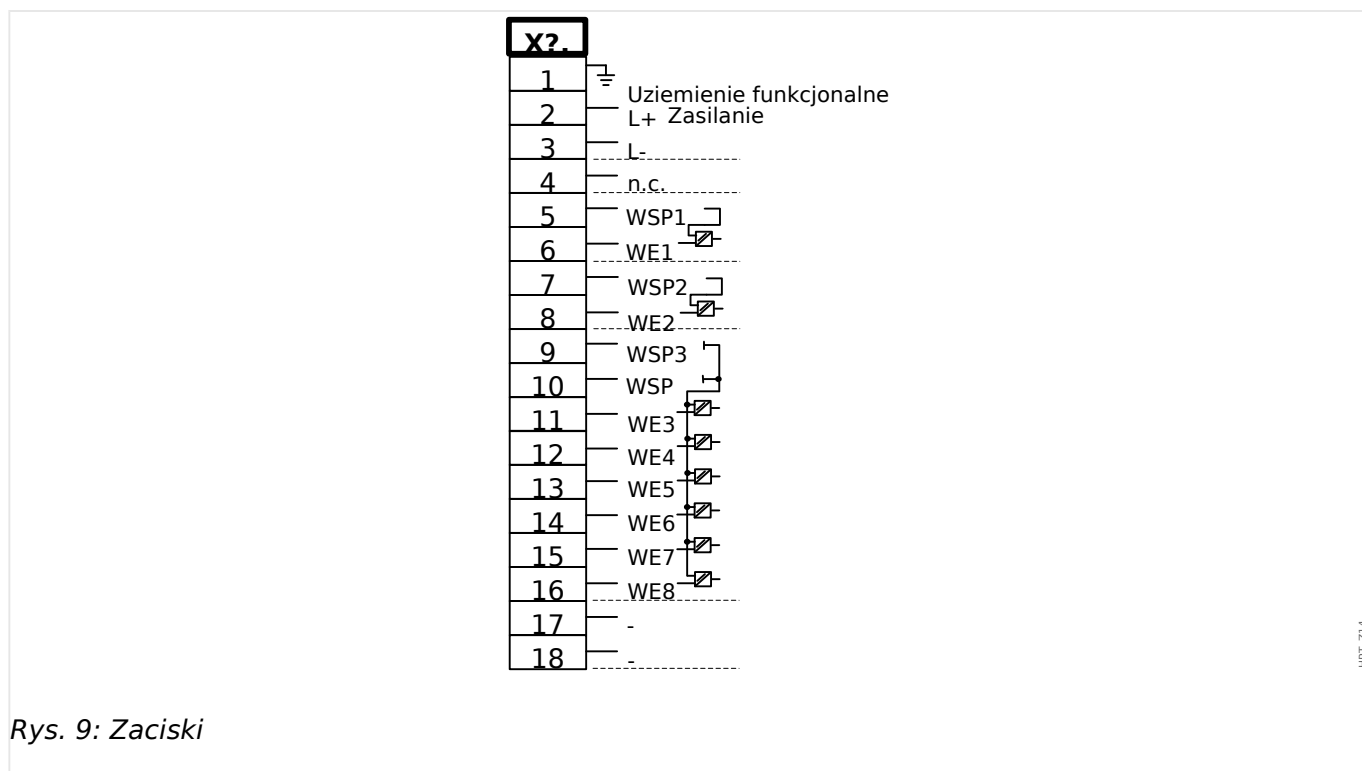 X?.
1
Uziemienie funkcjonalne
2 L+ Zasilanie
3 L-
4 n.c.
5 WSP1
6 WE1
7 WSP2
8 WE2
9 WSP3
10 WSP
11 WE3
12 WE4
13 WE5
14 WE6
15 WE7
16 WE8
17 -
18 -
Rys. 9: Zaciski